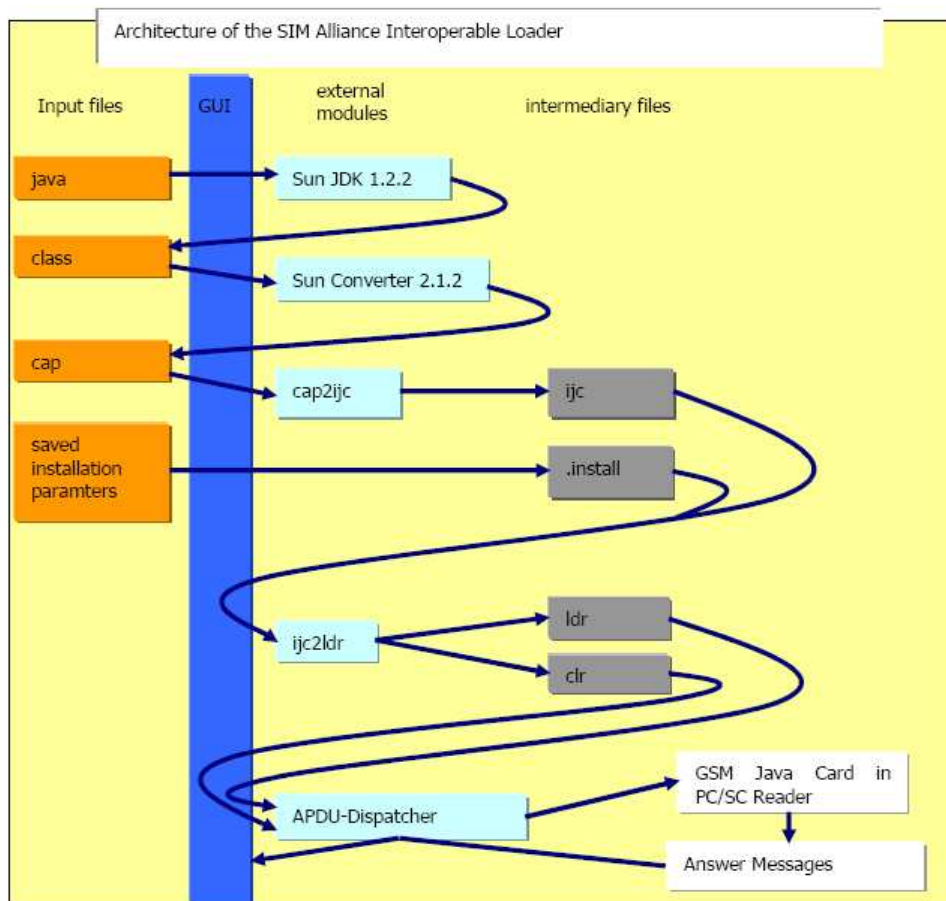 Architecture of the SIM Alliance Interoperable Loader
Input files
GUI
external
modules
intermediary files
java
Sun JDK 1.2.2
class
Sun Converter 2.1.2
cap
cap2ijc
ijc
saved
installation
paramters
.install
ijc2ldr
ldr
clr
GSM Java Card in
PC/SC Reader
APDU-Dispatcher
Answer Messages